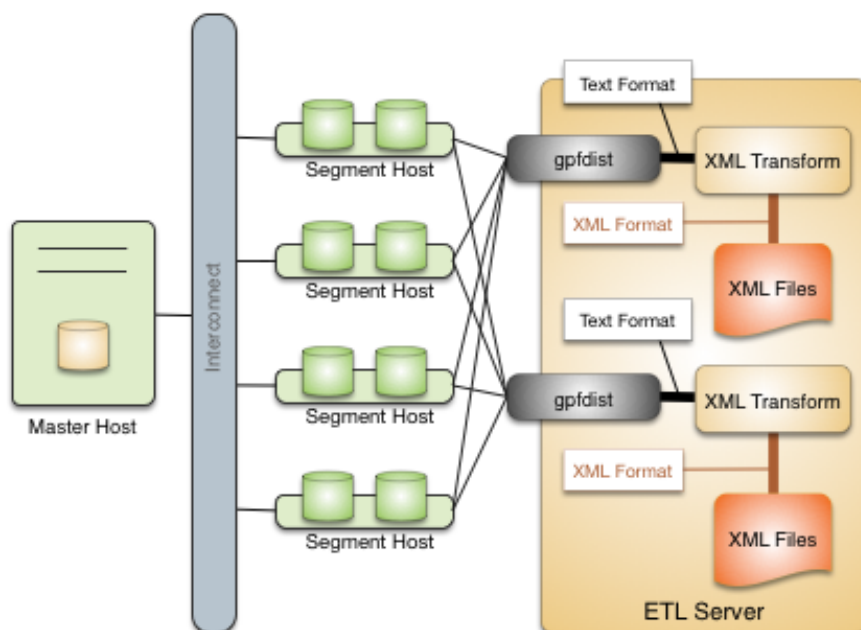 Master Host
Interconnect
Segment Host
Segment Host
Segment Host
Segment Host
Text Format
gpfdist
XML Transform
XML Format
XML Files
Text Format
gpfdist
XML Transform
XML Format
XML Files
ETL Server